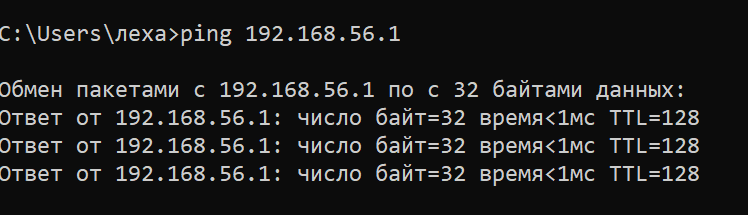 C:\Users\леха>ping 192.168.56.1
Обмен пакетами с 192.168.56.1 по с 32 байтами данных:
Ответ от 192.168.56.1: число байт=32 время<1мс TTL=128
Ответ от 192.168.56.1: число байт=32 время<1мс TTL=128
Ответ от 192.168.56.1: число байт=32 время<1мс TTL=128